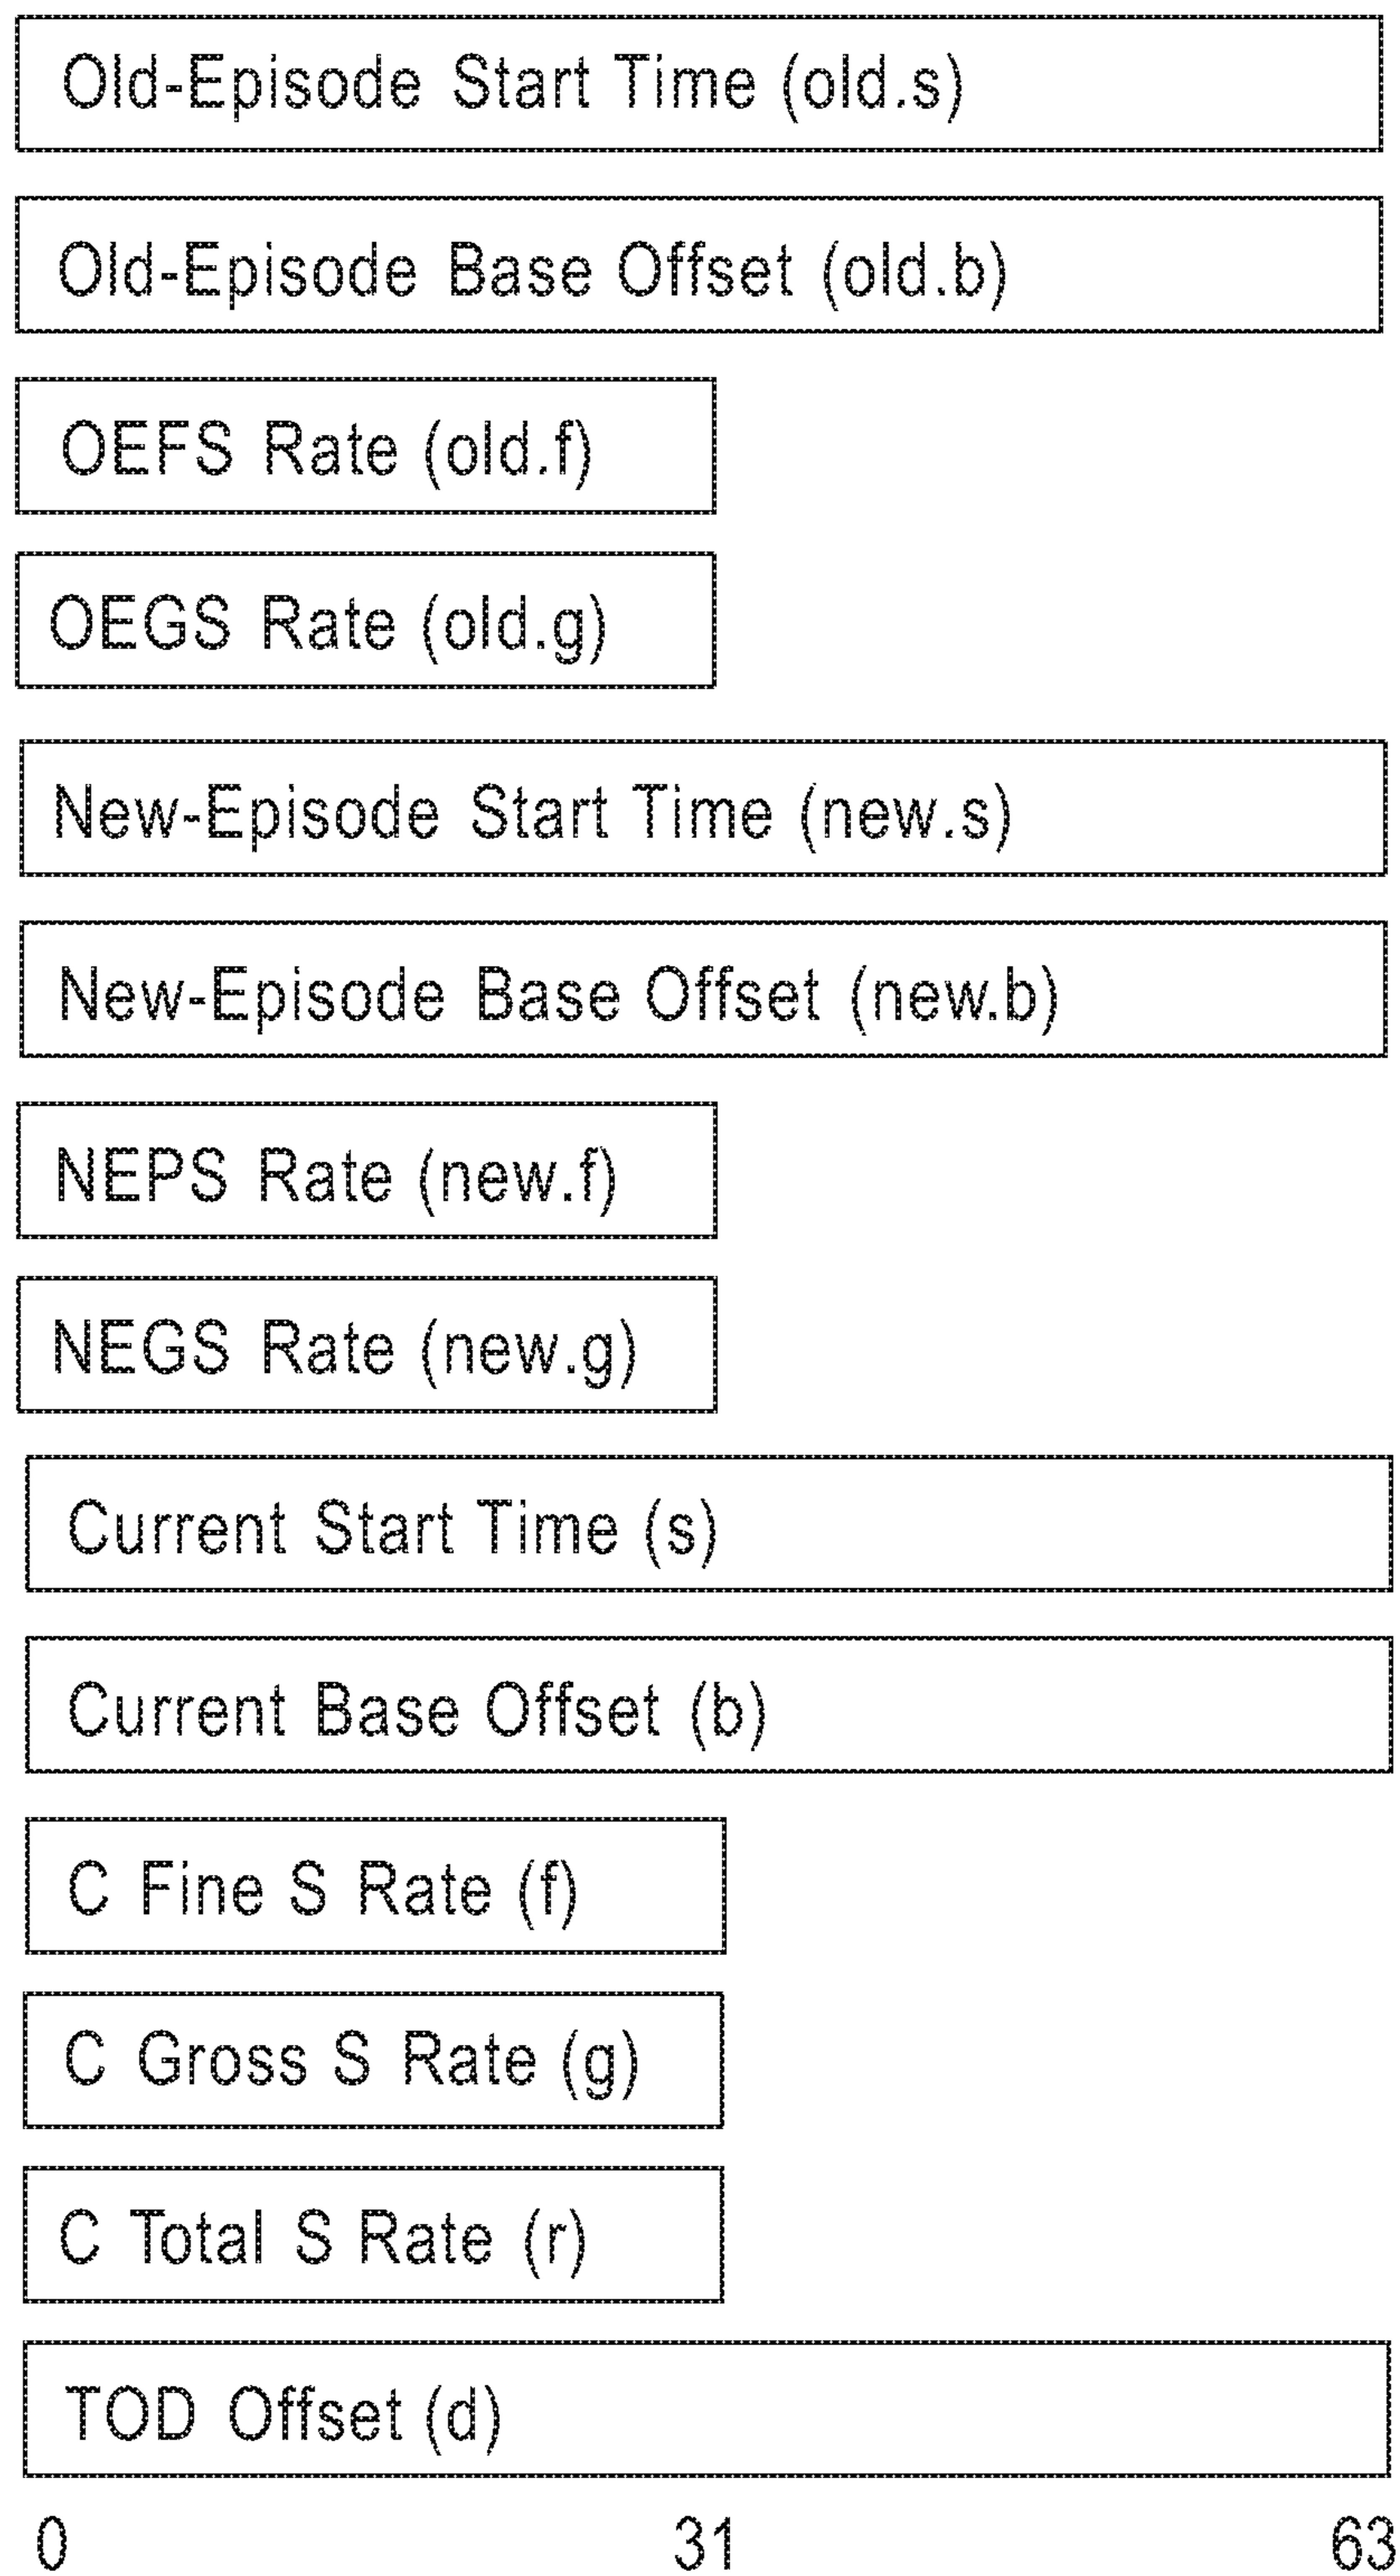 Old-Episode Start Time (old.s)
Old-Episode Base Offset (old.b)
OEFS Rate (old.f)
OEGS Rate (old.g)
New-Episode Start Time (new.s)
New-Episode Base Offset (new.b)
NEPS Rate (new.f)
NEGS Rate (new.g)
Current Start Time (s)
Current Base Offset (b)
C Fine S Rate (f)
C Gross S Rate (g)
C Total S Rate (r)
TOD Offset (d)
0 31 63